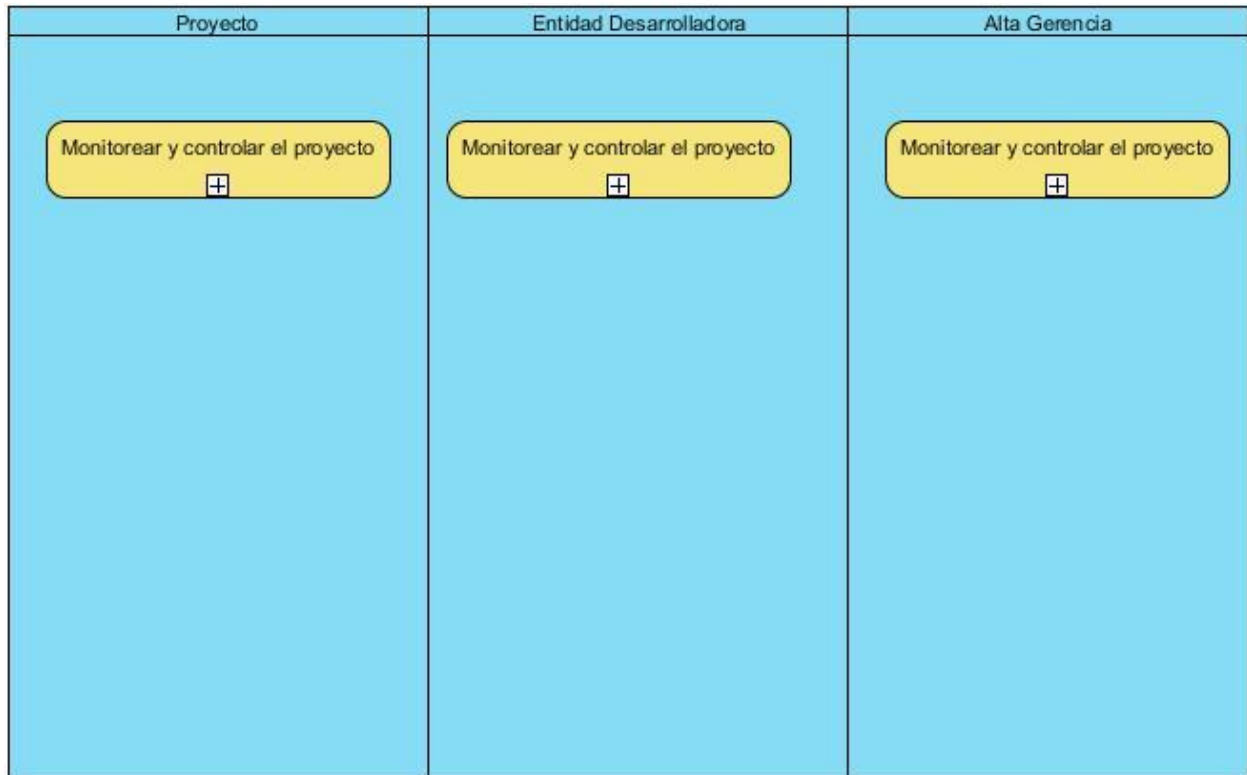 Proyecto
Entidad Desarrolladora
Alta Gerencia
Monitorear y controlar el proyecto
Monitorear y controlar el proyecto
Monitorear y controlar el proyecto